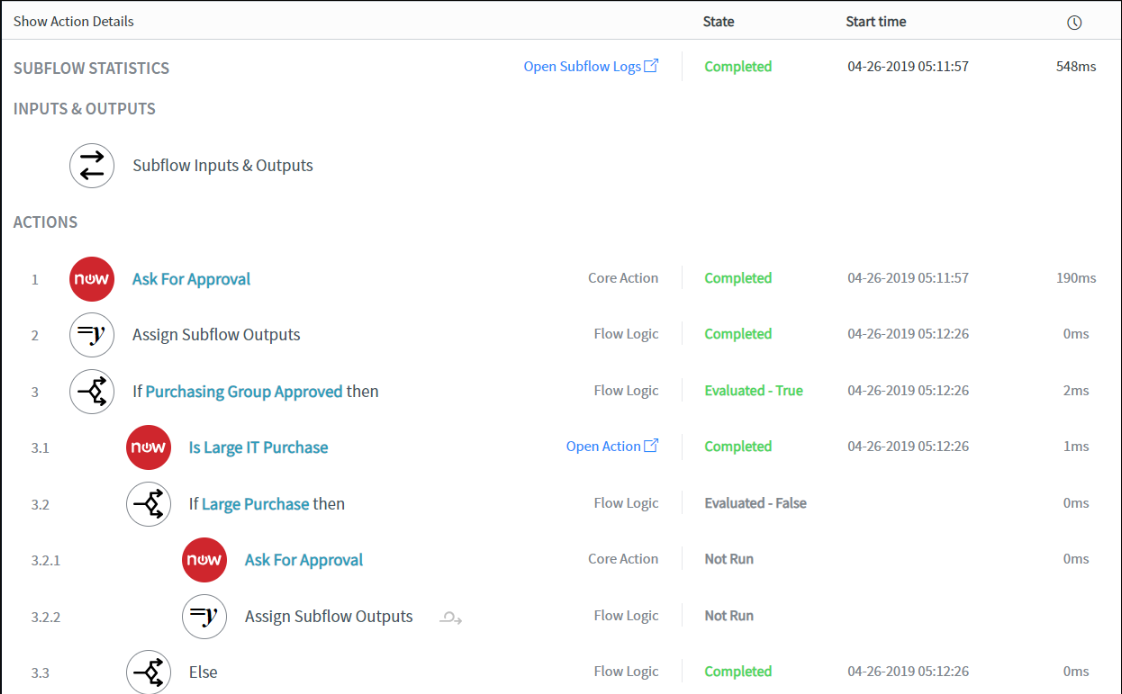 Show Action Details State Start time
SUBFLOW STATISTICS Open Subflow Logs Completed 04-26-2019 05:11:57 548ms
INPUTS & OUTPUTS
Subflow Inputs & Outputs
ACTIONS
1 now Ask For Approval Core Action Completed 04-26-2019 05:11:57 190ms
2 =y Assign Subflow Outputs Flow Logic Completed 04-26-2019 05:12:26 0ms
3 If Purchasing Group Approved then Flow Logic Evaluated - True 04-26-2019 05:12:26 2ms
3.1 now Is Large IT Purchase Open Action Completed 04-26-2019 05:12:26 1ms
3.2 If Large Purchase then Flow Logic Evaluated - False 0ms
3.2.1 now Ask For Approval Core Action Not Run 0ms
3.2.2 =y Assign Subflow Outputs Flow Logic Not Run
3.3 Else Flow Logic Completed 04-26-2019 05:12:26 0ms